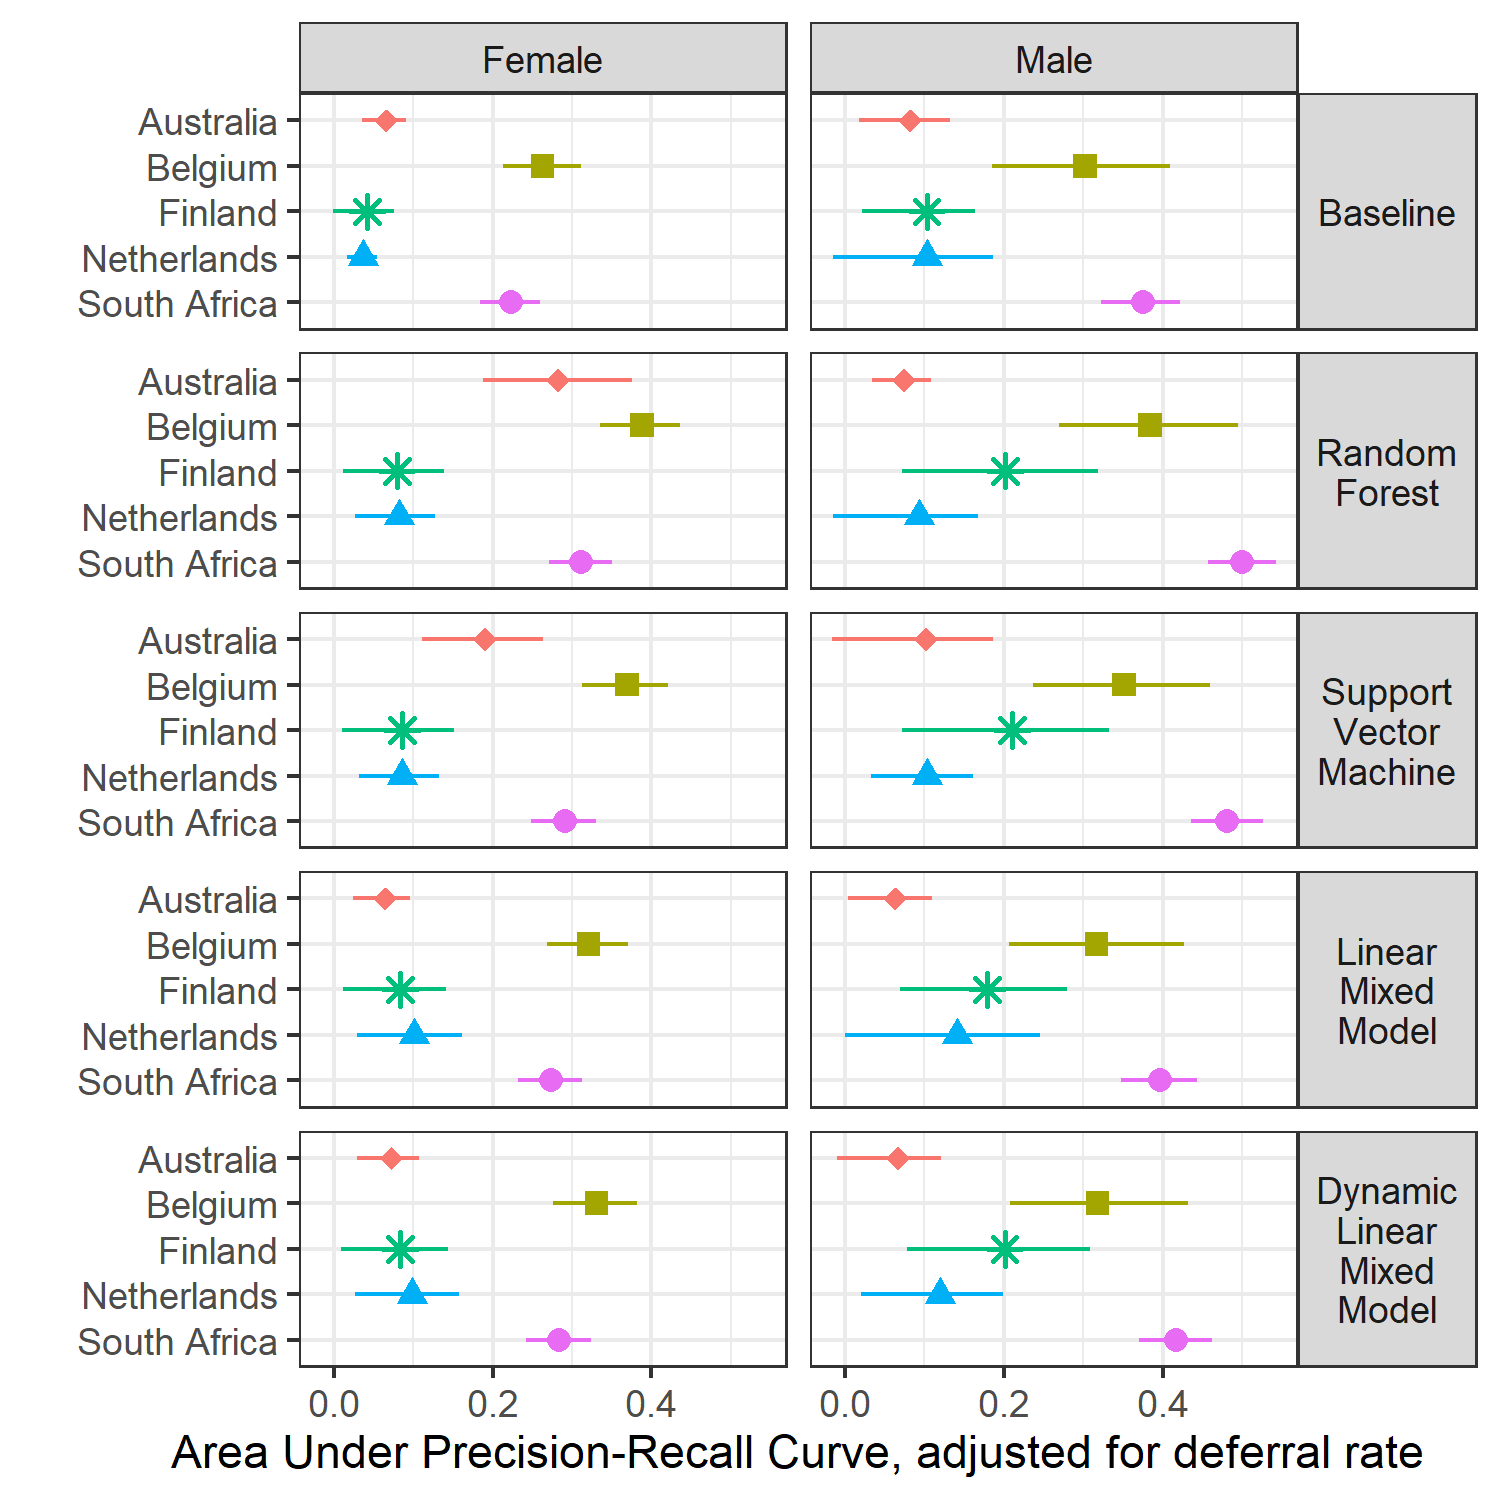 Female
Male
Australia
Belgium
Finland
Netherlands
South Africa
Baseline
Australia
Belgium
Finland
Netherlands
South Africa
Random
Forest
Australia
Belgium
Finland
Netherlands
South Africa
Support
Vector
Machine
Australia
Belgium
Finland
Netherlands
South Africa
Linear
Mixed
Model
Australia
Belgium
Finland
Netherlands
South Africa
Dynamic
Linear
Mixed
Model
0.0 0.2 0.4
0.0 0.2 0.4
Area Under Precision-Recall Curve, adjusted for deferral rate